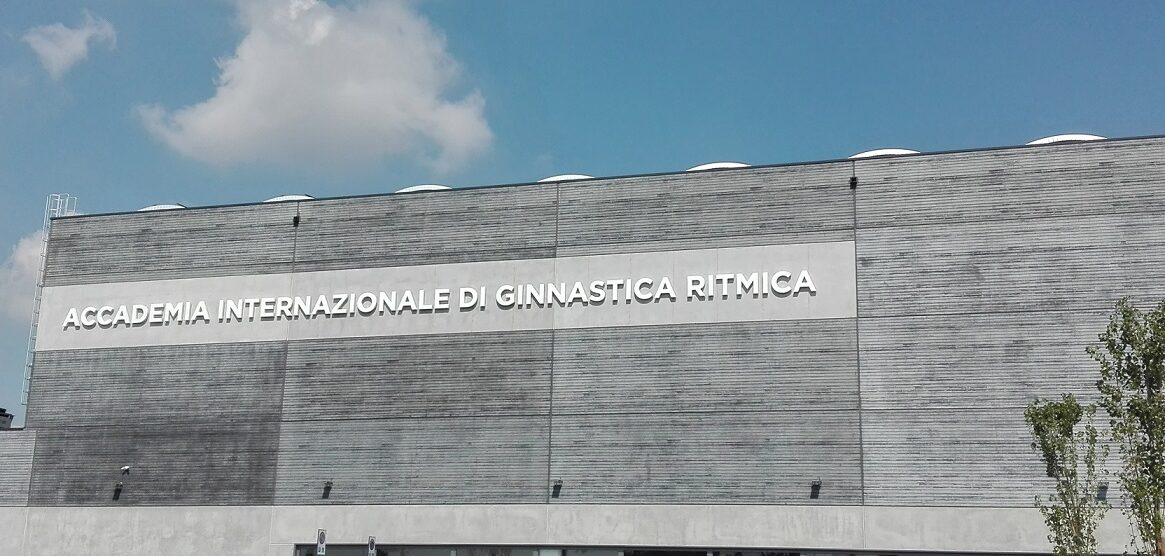 ACCADEMIA INTERNAZIONALE DI GINNASTICA RITMICA